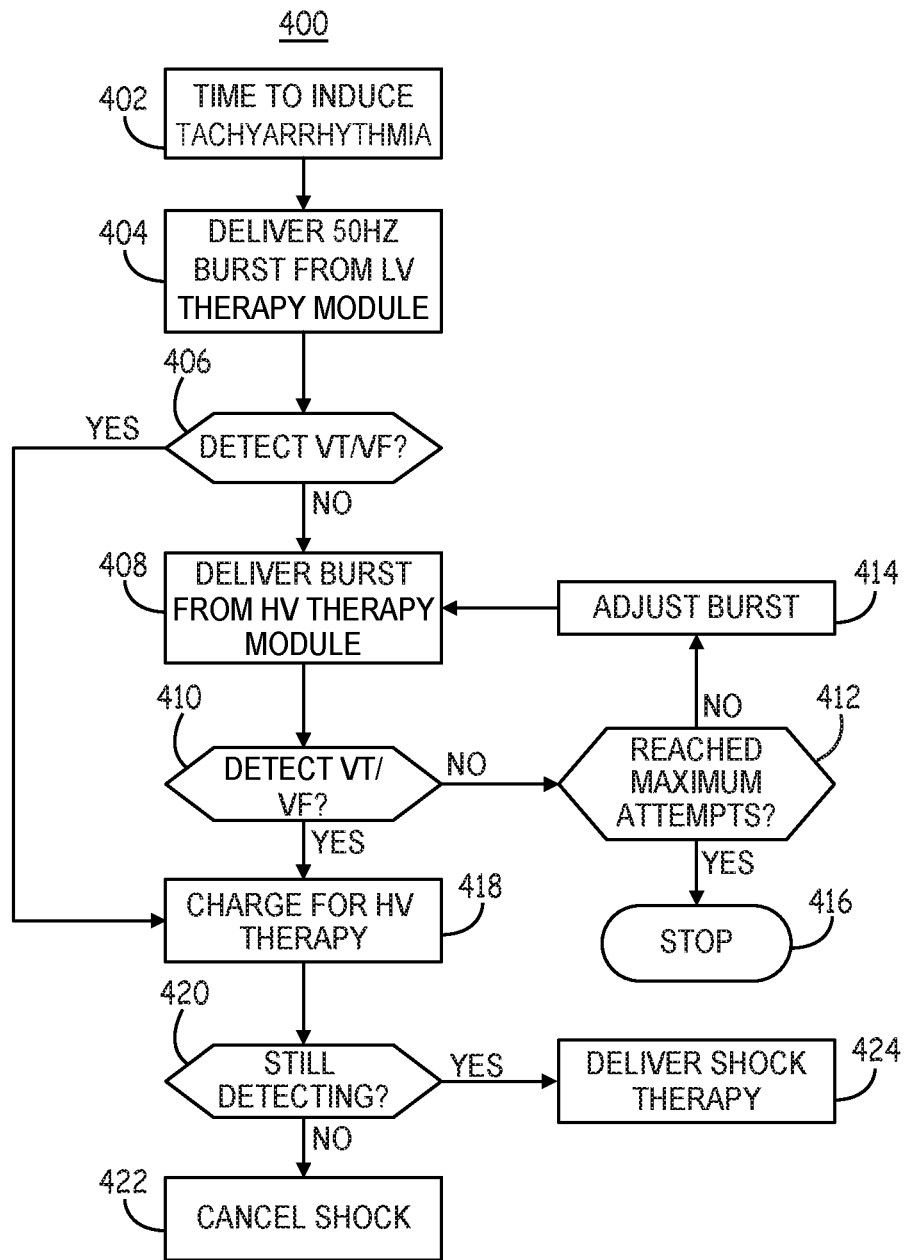 400
402
TIME TO INDUCE
TACHYARRHYTHMIA
404
DELIVER 50HZ
BURST FROM LV
THERAPY MODULE
406
YES
DETECT VT/VF?
NO
408
DELIVER BURST
FROM HV THERAPY
MODULE
ADJUST BURST
414
410
DETECT VT/
VF?
NO
NO
412
REACHED
MAXIMUM
ATTEMPTS?
YES
YES
CHARGE FOR HV
THERAPY
418
STOP
416
420
STILL
DETECTING?
YES
DELIVER SHOCK
THERAPY
424
NO
422
CANCEL SHOCK